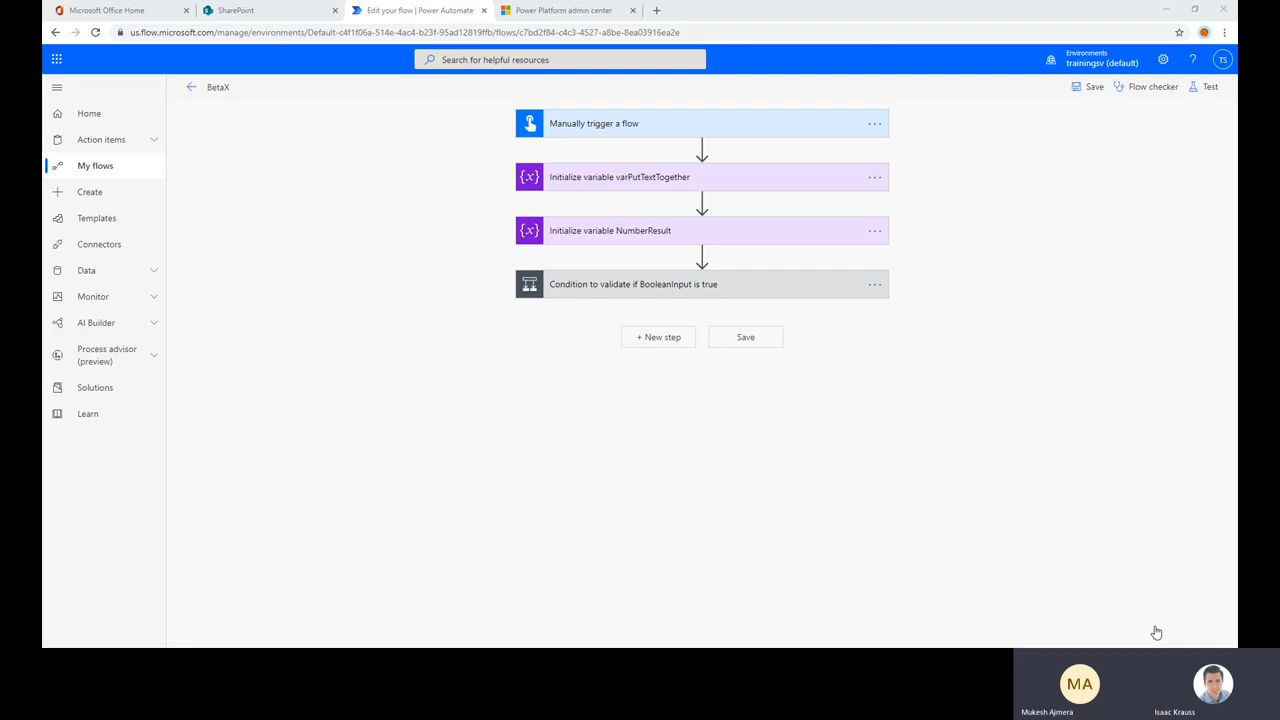 Microsoft Office Home
SharePoint
Edit your flow | Power Automate
Power Platform admin center
us.flow.microsoft.com/manage/environments/Default-c4f1f06a-514e-4ac4-b23f-95ad12819ffb/flows/c7bd2f84-c4c3-4527-a8be-8ea03916ea2e
Search for helpful resources
Environments
trainingsv (default)
?
TS
BetaX
Save
Flow checker
Test
Home
Action items
My flows
Create
Templates
Connectors
Data
Monitor
AI Builder
Process advisor
(preview)
Solutions
Learn
Manually trigger a flow
{x} Initialize variable varPutTextTogether
{x} Initialize variable NumberResult
Condition to validate if BooleanInput is true
+ New step
Save
MA
Mukesh Ajmera
Isaac Krauss